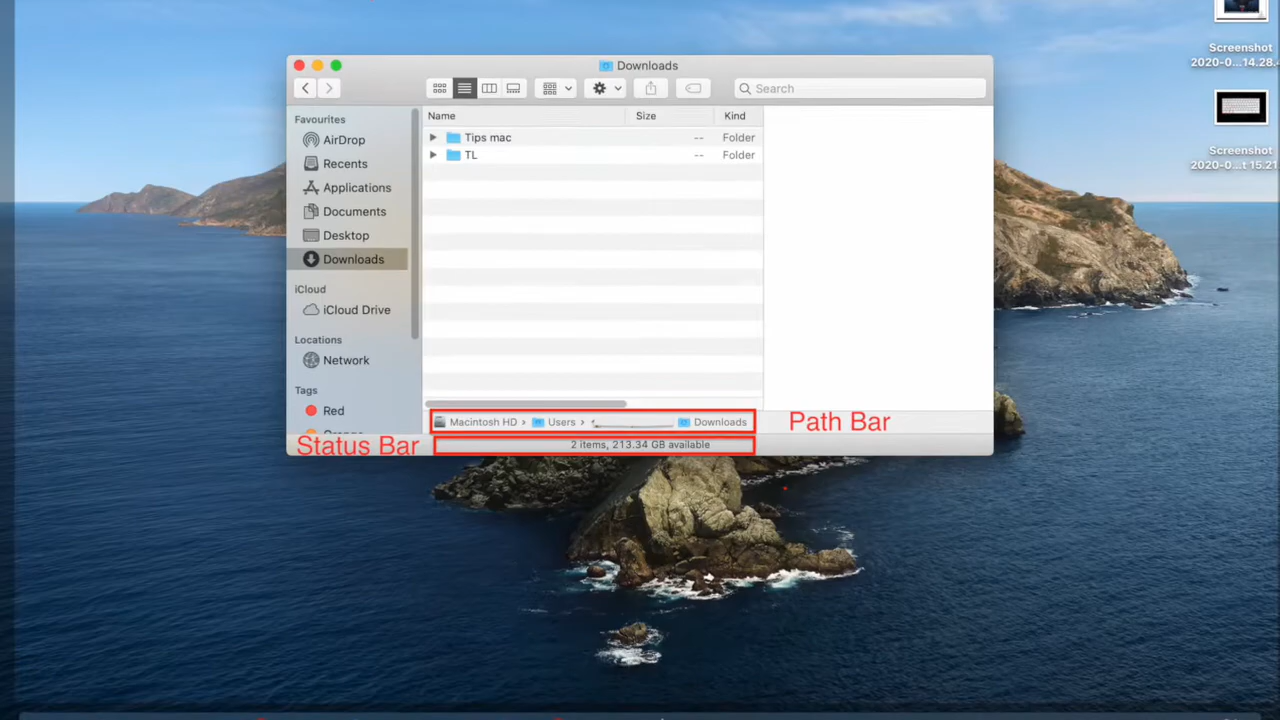 Downloads
Search
Name Size Kind
Tips mac -- Folder
TL -- Folder
Favourites
AirDrop
Recents
Applications
Documents
Desktop
Downloads
iCloud
iCloud Drive
Locations
Network
Tags
Red
Macintosh HD › Users › Downloads
Path Bar
Status Bar
2 items, 213.34 GB available
Screenshot
2020-0...14.28.4
Screenshot
2020-0...t 15.21